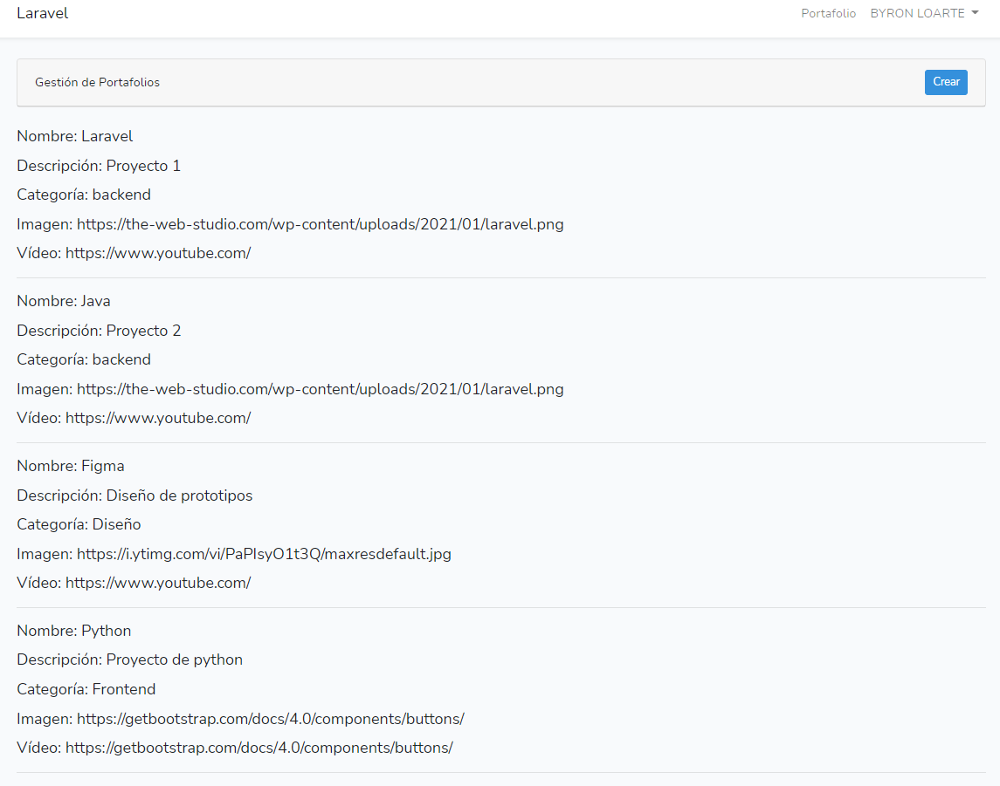 Laravel
Portafolio
BYRON LOARTE
Gestión de Portafolios
Crear
Nombre: Laravel
Descripción: Proyecto 1
Categoría: backend
Imagen: https://the-web-studio.com/wp-content/uploads/2021/01/laravel.png
Vídeo: https://www.youtube.com/
Nombre: Java
Descripción: Proyecto 2
Categoría: backend
Imagen: https://the-web-studio.com/wp-content/uploads/2021/01/laravel.png
Vídeo: https://www.youtube.com/
Nombre: Figma
Descripción: Diseño de prototipos
Categoría: Diseño
Imagen: https://i.ytimg.com/vi/PaPIsyO1t3Q/maxresdefault.jpg
Vídeo: https://www.youtube.com/
Nombre: Python
Descripción: Proyecto de python
Categoría: Frontend
Imagen: https://getbootstrap.com/docs/4.0/components/buttons/
Vídeo: https://getbootstrap.com/docs/4.0/components/buttons/